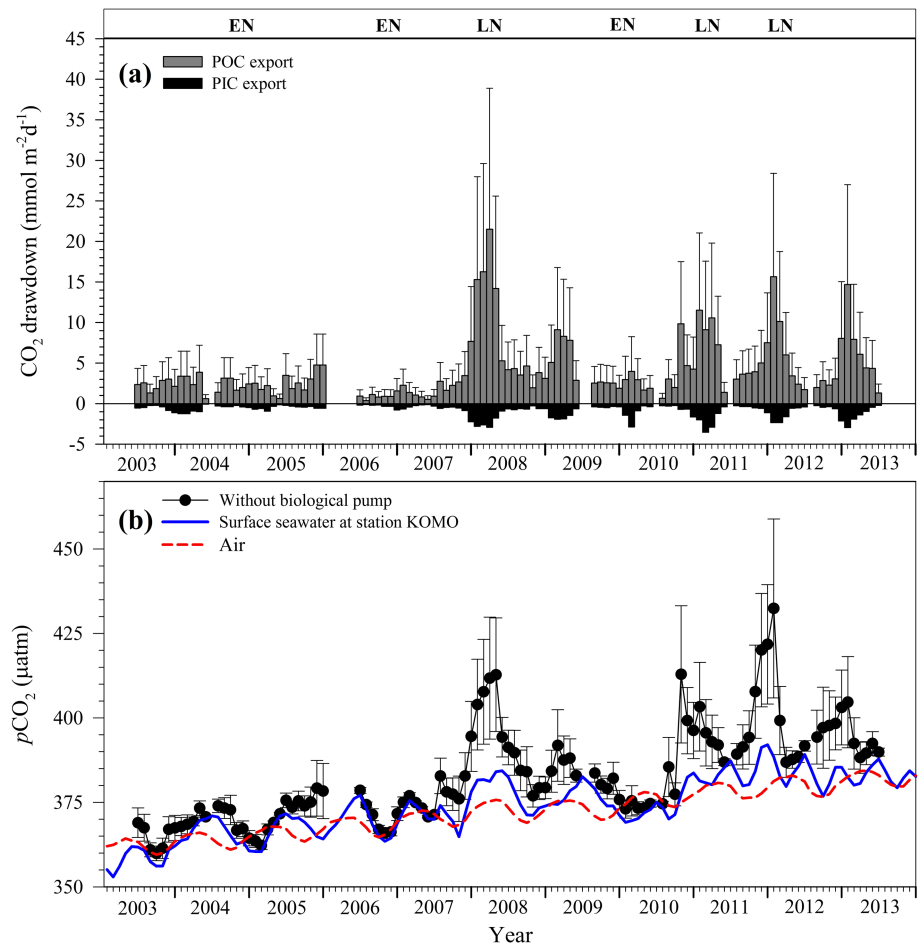 EN EN LN EN LN LN
(a)
POC export
PIC export
CO2 drawdown (mmol m-2d-1)
45
40
35
30
25
20
15
10
5
0
-5
2003 2004 2005 2006 2007 2008 2009 2010 2011 2012 2013
(b)
Without biological pump
Surface seawater at station KOMO
Air
pCO2 (µatm)
450
425
400
375
350
2003 2004 2005 2006 2007 2008 2009 2010 2011 2012 2013
Year